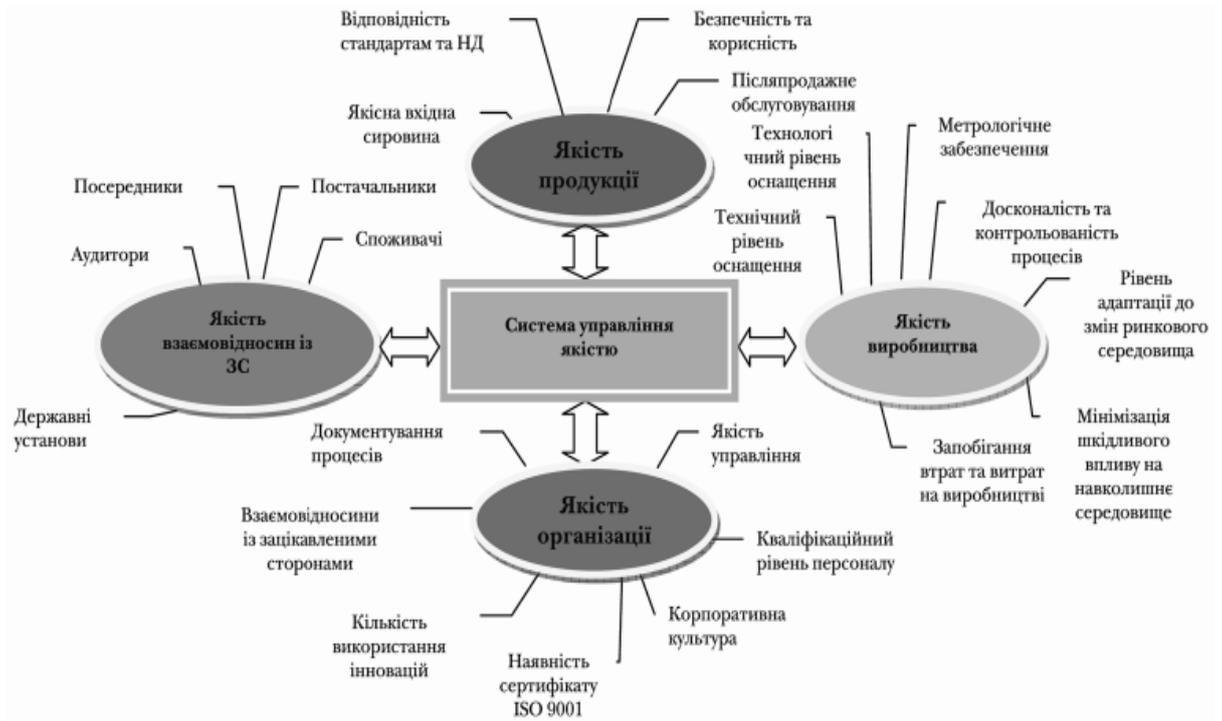 Відповідність
стандартам та НД
Безпечність та
корисність
Якісна вхідна
сировина
Післяпродажне
обслуговування
Якість
продукції
Посередники
Постачальники
Аудитори
Споживачі
Якість
взаємовідносин із
ЗС
Державні
установи
Система управління
якістю
Технологі
чний рівень
оснащення
Метрологічне
забезпечення
Технічний
рівень
оснащення
Досконалість та
контрольованість
процесів
Рівень
адаптації до
змін ринкового
середовища
Якість
виробництва
Запобігання
втрат та витрат
на виробництві
Мінімізація
шкідливого
впливу на
навколишнє
середовище
Документування
процесів
Якість
управління
Взаємовідносини
із зацікавленими
сторонами
Якість
організації
Кваліфікаційний
рівень персоналу
Кількість
використання
інновацій
Наявність
сертифікату
ISO 9001
Корпоративна
культура